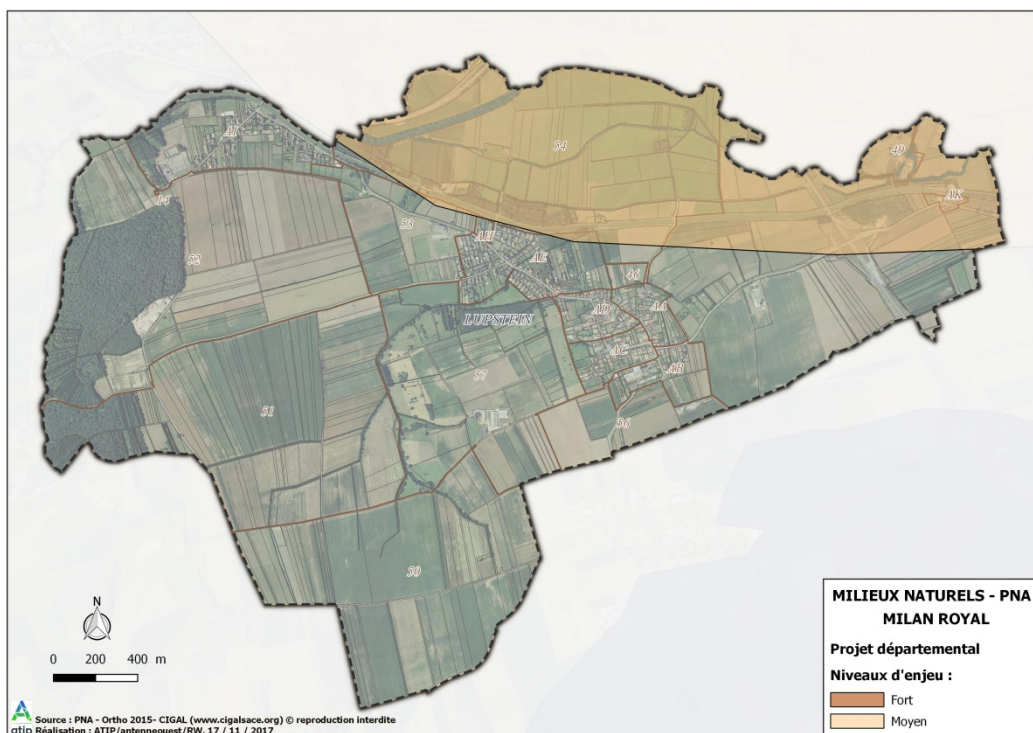 49
54
AI
AK
14
53
52
AH
AE
46
AD
AA
LUPSTEIN
AC
57
AB
51
56
50
N
0 200 400 m
MILIEUX NATURELS - PNA
MILAN ROYAL
Projet départemental
Niveaux d'enjeu :
Fort
Moyen
Source : PNA - Ortho 2015- CIGAL (www.cigalsace.org) © reproduction interdite
atip Réalisation : ATIP/antenneouest/RW, 17 / 11 / 2017